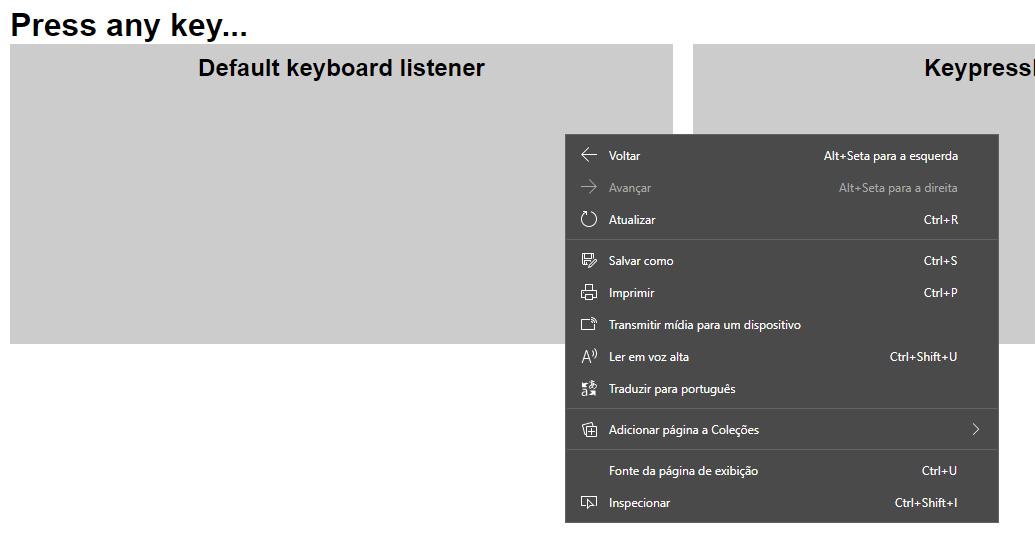 Press any key...
Default keyboard listener
Keypress
Voltar Alt+Seta para a esquerda
Avançar Alt+Seta para a direita
Atualizar Ctrl+R
Salvar como Ctrl+S
Imprimir Ctrl+P
Transmitir mídia para um dispositivo
Ler em voz alta Ctrl+Shift+U
Traduzir para português
Adicionar página a Coleções
Fonte da página de exibição Ctrl+U
Inspecionar Ctrl+Shift+I